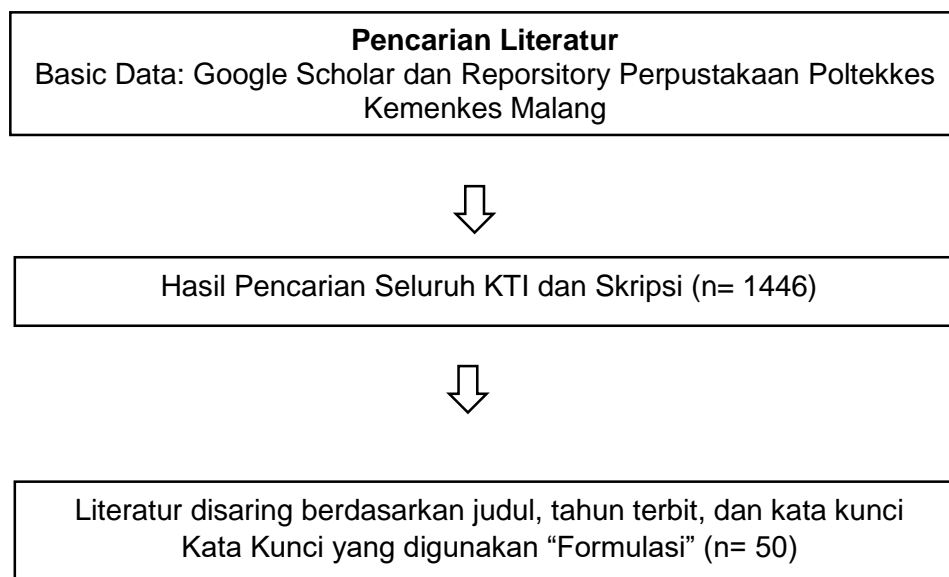 Pencarian Literatur
Basic Data: Google Scholar dan Reporsitory Perpustakaan Poltekkes
Kemenkes Malang
Hasil Pencarian Seluruh KTI dan Skripsi (n= 1446)
Literatur disaring berdasarkan judul, tahun terbit, dan kata kunci
Kata Kunci yang digunakan “Formulasi” (n= 50)